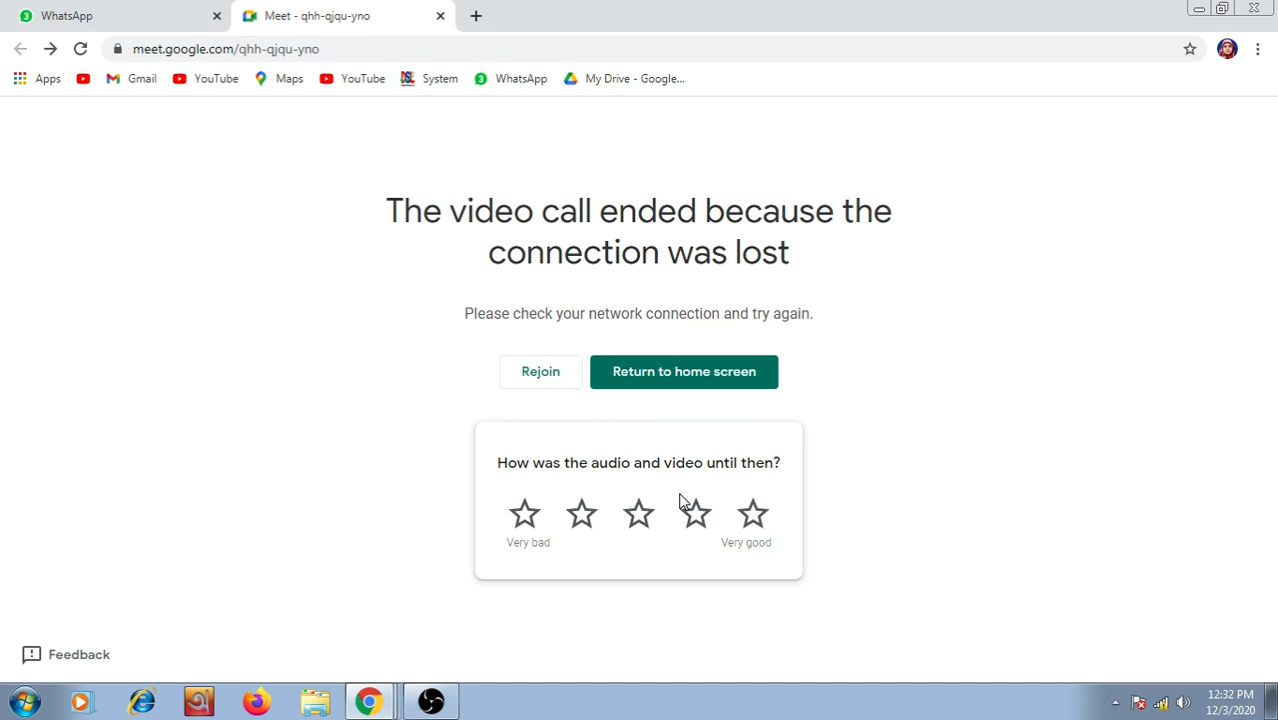 3 WhatsApp
Meet - qhh-qjqu-yno
meet.google.com/qhh-qjqu-yno
Apps Gmail YouTube Maps YouTube System 3 WhatsApp My Drive - Google...
The video call ended because the
connection was lost
Please check your network connection and try again.
Rejoin
Return to home screen
How was the audio and video until then?
Very bad
Very good
Feedback
12:32 PM
12/3/2020